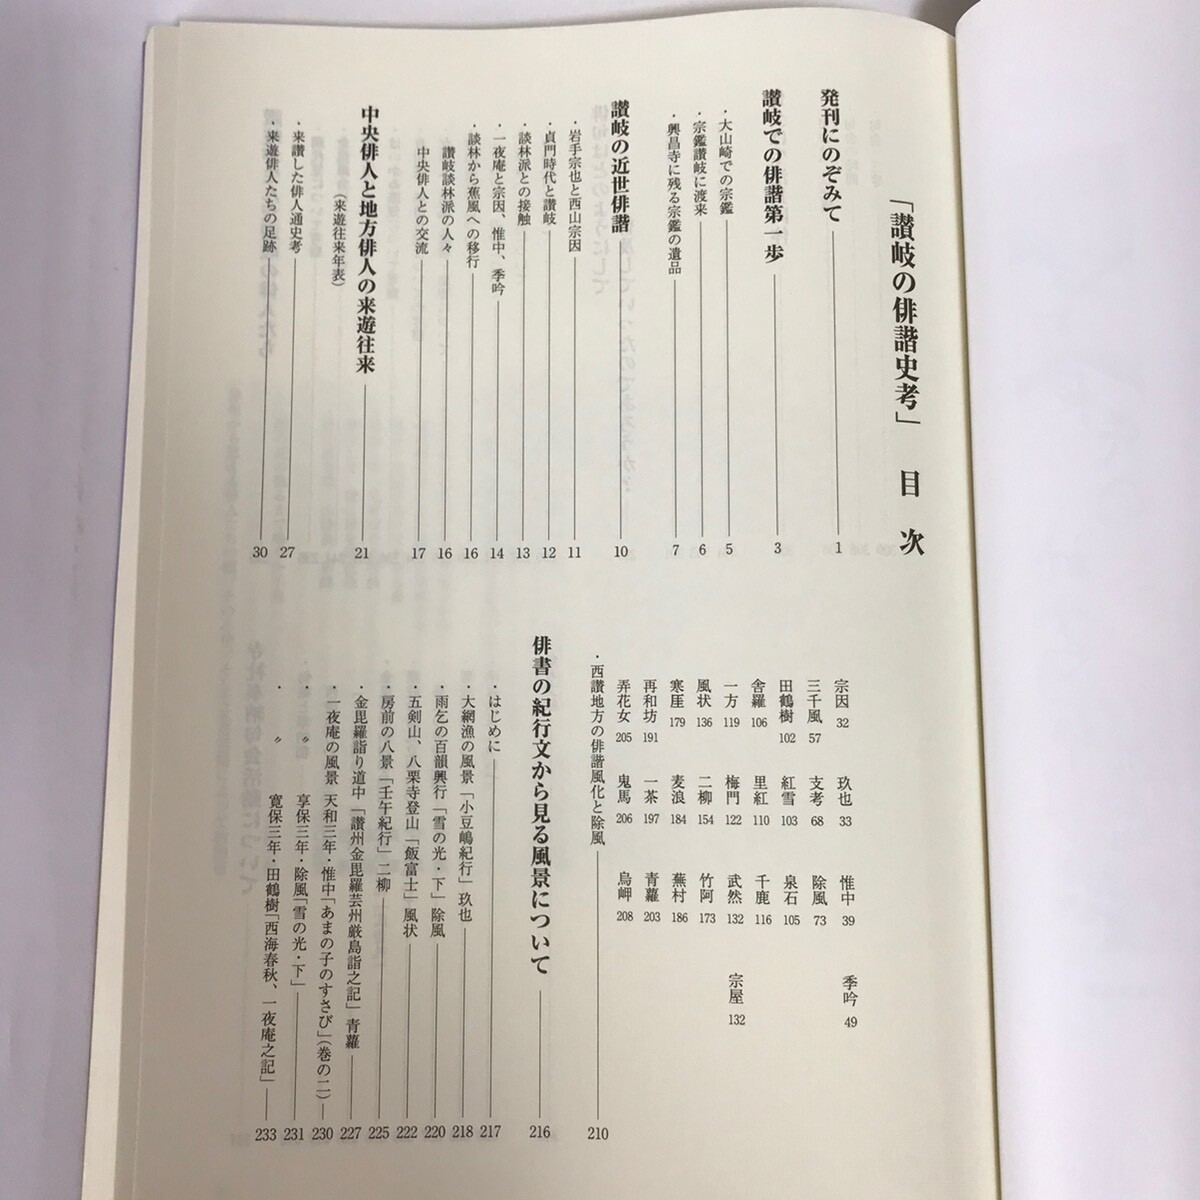 「讃岐の俳諧史考」 目 次
発刊にのぞみて 1
讃岐での俳諧第一歩 3
・大山崎での宗鑑 5
・宗鑑讃岐に渡来 6
・興昌寺に残る宗鑑の遺品 7
讃岐の近世俳諧 10
・岩手宗也と西山宗因 11
・貞門時代と讃岐 12
・談林派との接触 13
・一夜庵と宗因、惟中、季吟 14
・談林から蕉風への移行 16
・讃岐談林派の人々 16
・中央俳人との交流 17
中央俳人と地方俳人の来遊往来 21
（来遊往来年表）
・来讃した俳人通史考 27
・来遊俳人たちの足跡 30
宗因 32 玖也 33 惟中 39 季吟 49
三千風 57 支考 68 除風 73
田鶴樹 102 紅雪 103 泉石 105
舎羅 106 里紅 110 千鹿 116
一方 119 梅門 122 武然 132 宗屋 132
風状 136 二柳 154 竹阿 173
寒厓 179 麦浪 184 蕪村 186
再和坊 191 一茶 197 青蘿 203
弄花女 205 鬼馬 206 烏岬 208
・西讃地方の俳諧風化と除風 210
俳書の紀行文から見る風景について 216
・はじめに 217
・大網漁の風景「小豆嶋紀行」玖也 218
・雨乞の百韻興行「雪の光・下」除風 220
・五剣山、八栗寺登山「飯富士」風状 222
・房前の八景「壬午紀行」二柳 225
・金毘羅詣り道中「讃州金毘羅芸州厳島詣之記」青蘿 227
・一夜庵の風景 天和三年・惟中「あまの子のすさび」（巻の二） 230
・ 〃 享保三年・除風「雪の光・下」 231
・ 〃 寛保三年・田鶴樹「西海春秋、一夜庵之記」 233